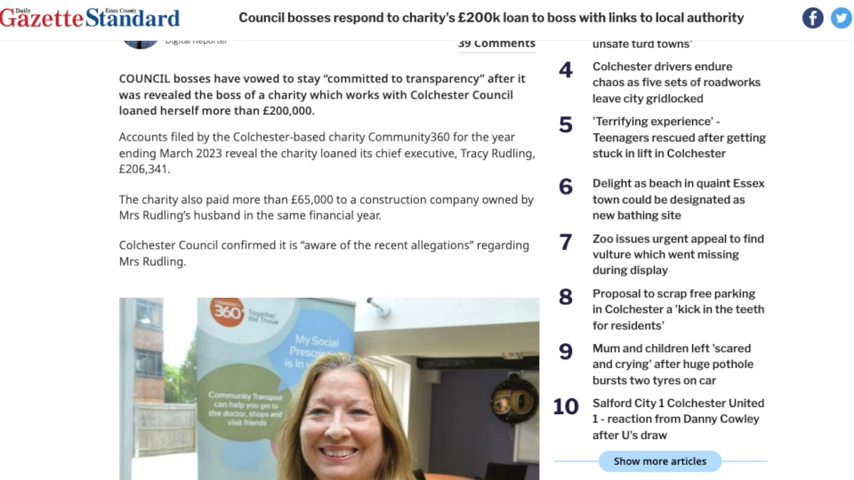 Daily
Essex County
Gazette Standard
Council bosses respond to charity's £200k loan to boss with links to local authority
Digital Reporter
39 Comments
COUNCIL bosses have vowed to stay “committed to transparency” after it
was revealed the boss of a charity which works with Colchester Council
loaned herself more than £200,000.
Accounts filed by the Colchester-based charity Community360 for the year
ending March 2023 reveal the charity loaned its chief executive, Tracy Rudling,
£206,341.
The charity also paid more than £65,000 to a construction company owned by
Mrs Rudling’s husband in the same financial year.
Colchester Council confirmed it is “aware of the recent allegations” regarding
Mrs Rudling.
360°
Together
We Thrive
My Social
Prescr
is in
Community Transport
can help you get to
the doctor, shops and
visit friends
unsafe turd towns'
4 Colchester drivers endure
chaos as five sets of roadworks
leave city gridlocked
5 'Terrifying experience' -
Teenagers rescued after getting
stuck in lift in Colchester
6 Delight as beach in quaint Essex
town could be designated as
new bathing site
7 Zoo issues urgent appeal to find
vulture which went missing
during display
8 Proposal to scrap free parking
in Colchester a 'kick in the teeth
for residents'
9 Mum and children left 'scared
and crying' after huge pothole
bursts two tyres on car
10 Salford City 1 Colchester United
1 - reaction from Danny Cowley
after U's draw
Show more articles